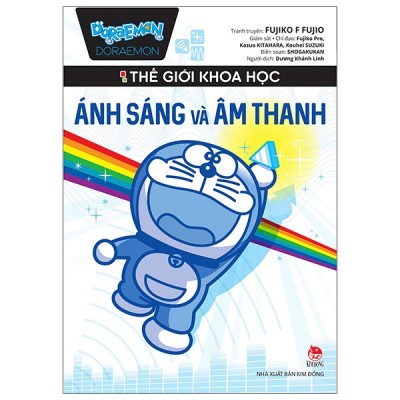 DORAEMON
DORAEMON
Tranh truyện: FUJIKO F FUJIO
Giám sát - Chỉ đạo: Fujiko Pro,
Kazuo KITAHARA, Kouhei SUZUKI
Biên soạn: SHOGAKUKAN
Người dịch: Dương Khánh Linh
THẾ GIỚI KHOA HỌC
ÁNH SÁNG VÀ ÂM THANH
KIM ĐỒNG
NHÀ XUẤT BẢN KIM ĐỒNG